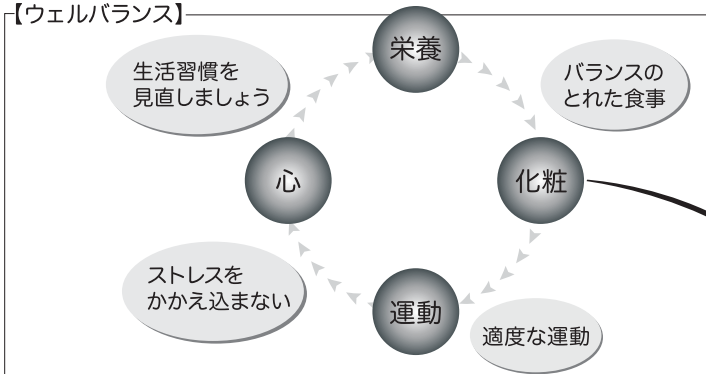 【ウェルバランス】
栄養
生活習慣を
見直しましょう
バランスの
とれた食事
心
化粧
ストレスを
かかえ込まない
運動
適度な運動